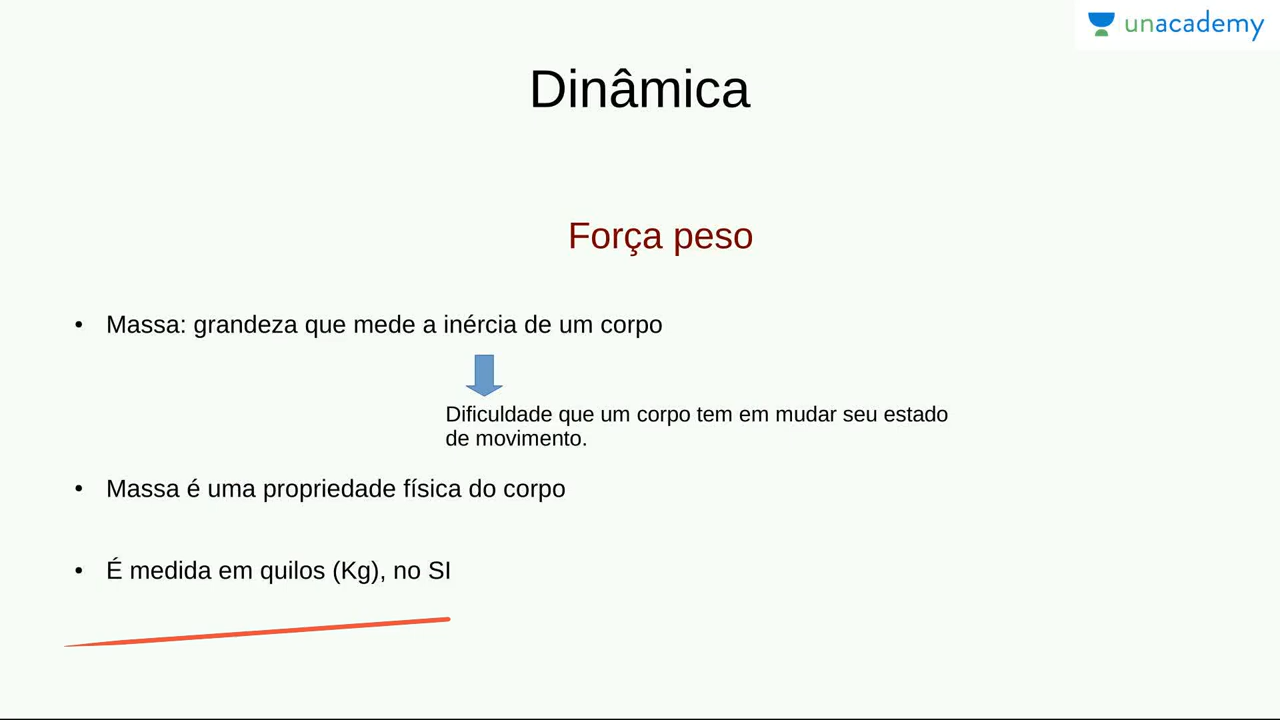 unacademy
Dinâmica
Força peso
• Massa: grandeza que mede a inércia de um corpo
Dificuldade que um corpo tem em mudar seu estado
de movimento.
• Massa é uma propriedade física do corpo
• É medida em quilos (Kg), no SI